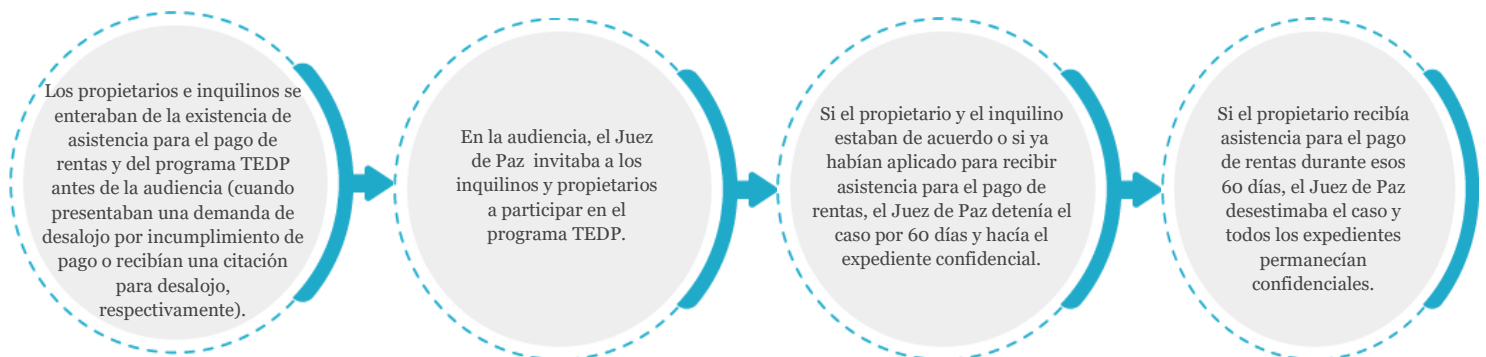 Los propietarios e inquilinos se
enteraban de la existencia de
asistencia para el pago de
rentas y del programa TEDP
antes de la audiencia (cuando
presentaban una demanda de
desalojo por incumplimiento de
pago o recibían una citación
para desalojo,
respectivamente).
En la audiencia, el Juez
de Paz invitaba a los
inquilinos y propietarios
a participar en el
programa TEDP.
Si el propietario y el inquilino
estaban de acuerdo o si ya
habían aplicado para recibir
asistencia para el pago de
rentas, el Juez de Paz detenía el
caso por 60 días y hacía el
expediente confidencial.
Si el propietario recibía
asistencia para el pago
de rentas durante esos
60 días, el Juez de Paz
desestimaba el caso y
todos los expedientes
permanecían
confidenciales.